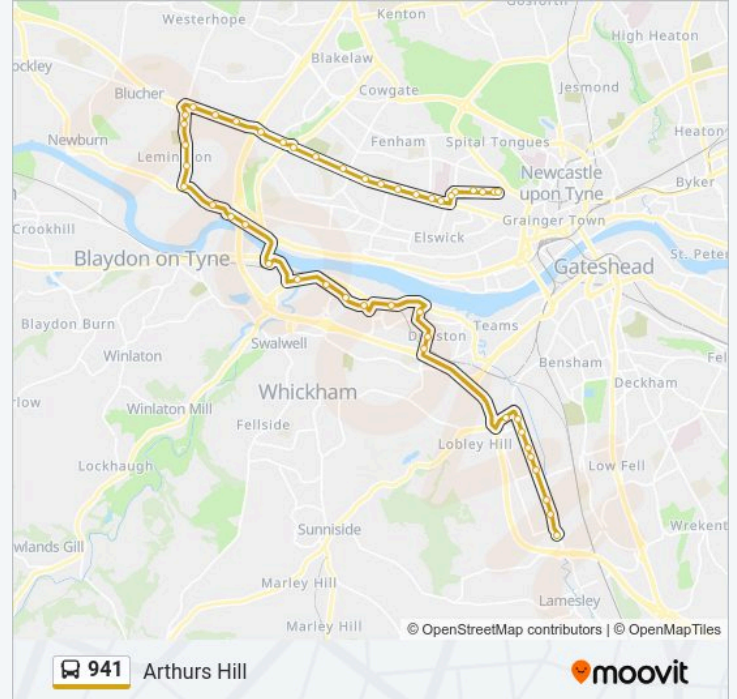 Gosforth
Westerhope
Kenton
High Heaton
ockley
Blakelaw
Blucher
Cowgate
Jesmond
Newburn
Fenham
Spital Tongues
Heaton
Lemington
Newcastle
upon Tyne
Byker
Crookhill
Elswick
Grainger Town
Blaydon on Tyne
St. Peter
Gateshead
Blaydon Burn
Teams
Swalwell
Winlaton
Bensham
Fel
Whickham
Deckham
rlow
Winlaton Mill
Fellside
Lobley Hill
Lockhaugh
Low Fell
Sunniside
Wrekent
wlands Gill
Marley Hill
Lamesley
Marley Hill
© OpenStreetMap contributors | © OpenMapTiles
941 Arthurs Hill
moovit